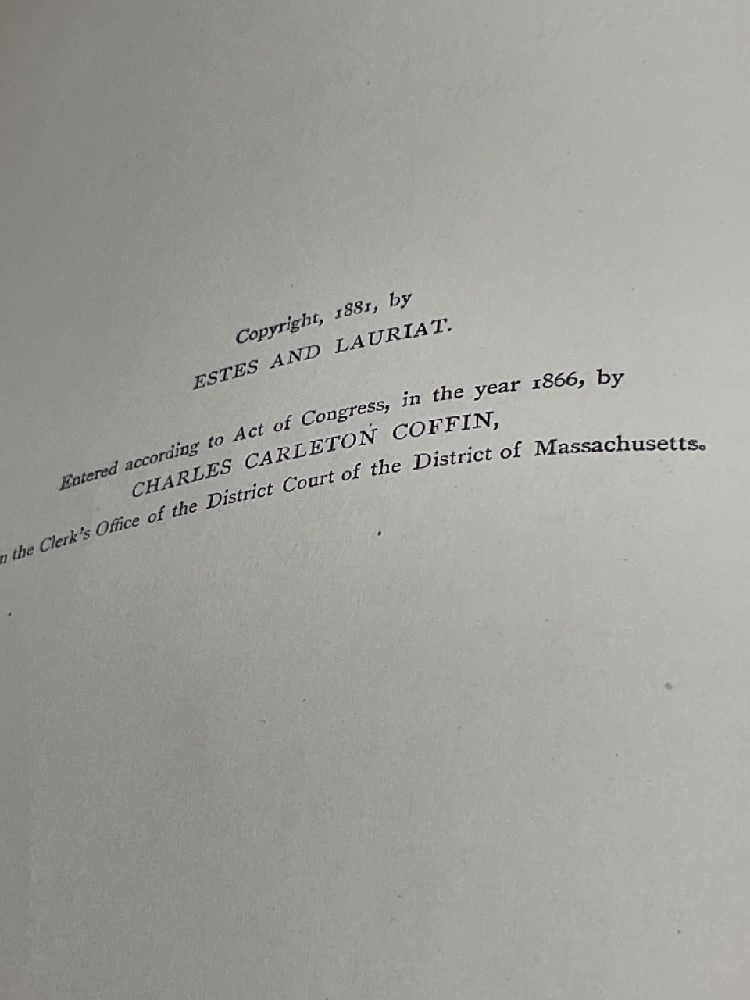 Copyright, 1881, by
ESTES AND LAURIAT.
Entered according to Act of Congress, in the year 1866, by
CHARLES CARLETON COFFIN,
n the Clerk's Office of the District Court of the District of Massachusetts.